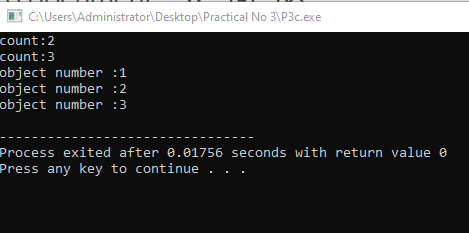 C:\Users\Administrator\Desktop\Practical No 3\P3c.exe
count:2
count:3
object number :1
object number :2
object number :3
--------------------------------
Process exited after 0.01756 seconds with return value 0
Press any key to continue . . .